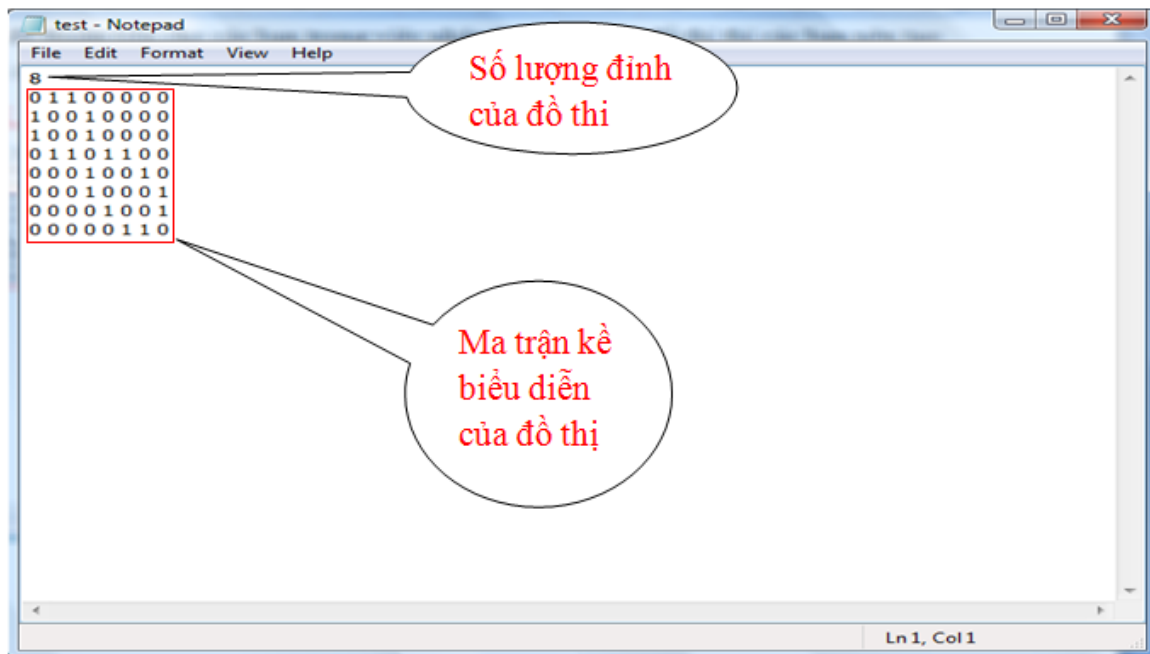 test - Notepad
File Edit Format View Help
8
0 1 1 0 0 0 0 0
1 0 0 1 0 0 0 0
1 0 0 1 0 0 0 0
0 1 1 0 1 1 0 0
0 0 0 1 0 0 1 0
0 0 0 1 0 0 0 1
0 0 0 0 1 0 0 1
0 0 0 0 0 1 1 0
Số lượng đỉnh
của đồ thi
Ma trận kề
biểu diễn
của đồ thị
Ln 1, Col 1